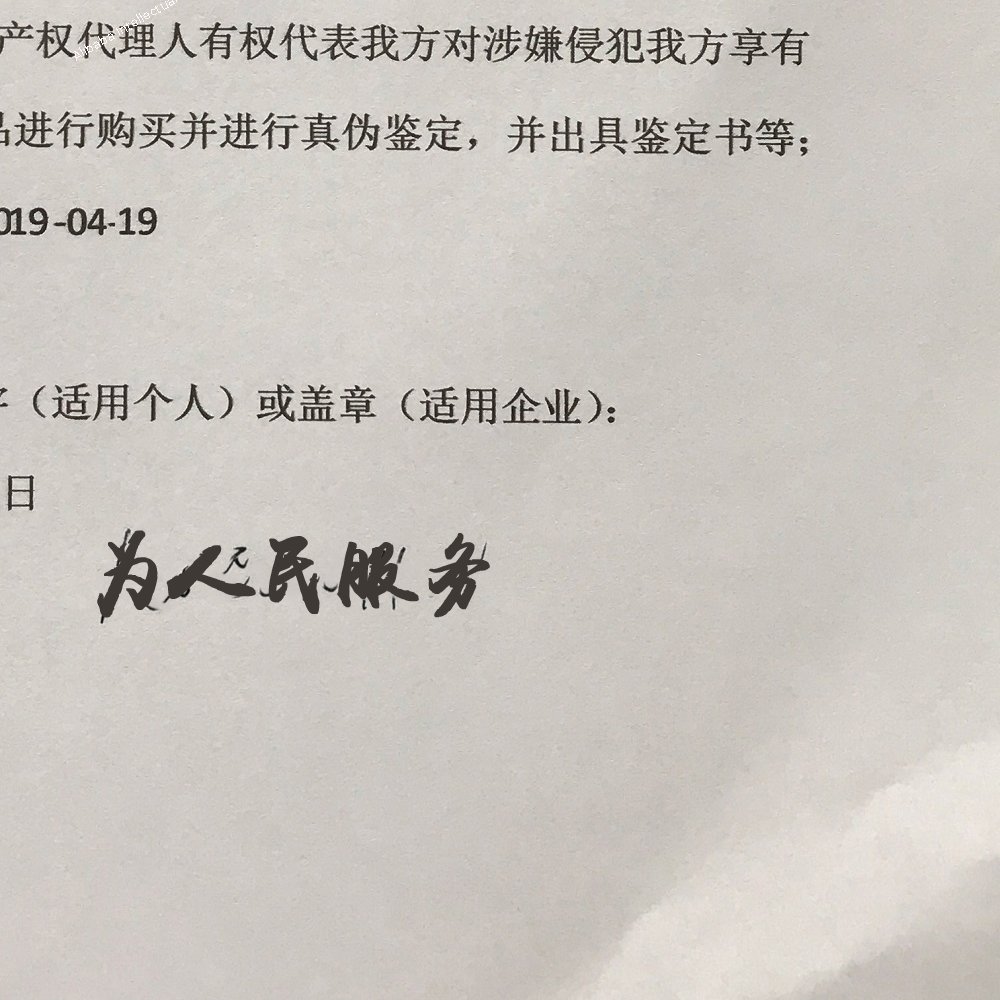 产权代理人有权代表我方对涉嫌侵犯我方享有
品进行购买并进行真伪鉴定，并出具鉴定书等；
019-04-19
（适用个人）或盖章（适用企业）：
日
为人民服务